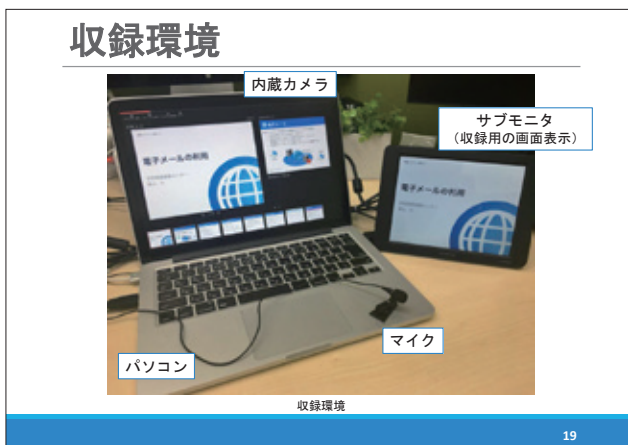 収録環境
内蔵カメラ
サブモニタ
（収録用の画面表示）
電子メールの利用
電子メールの利用
マイク
パソコン
収録環境
19